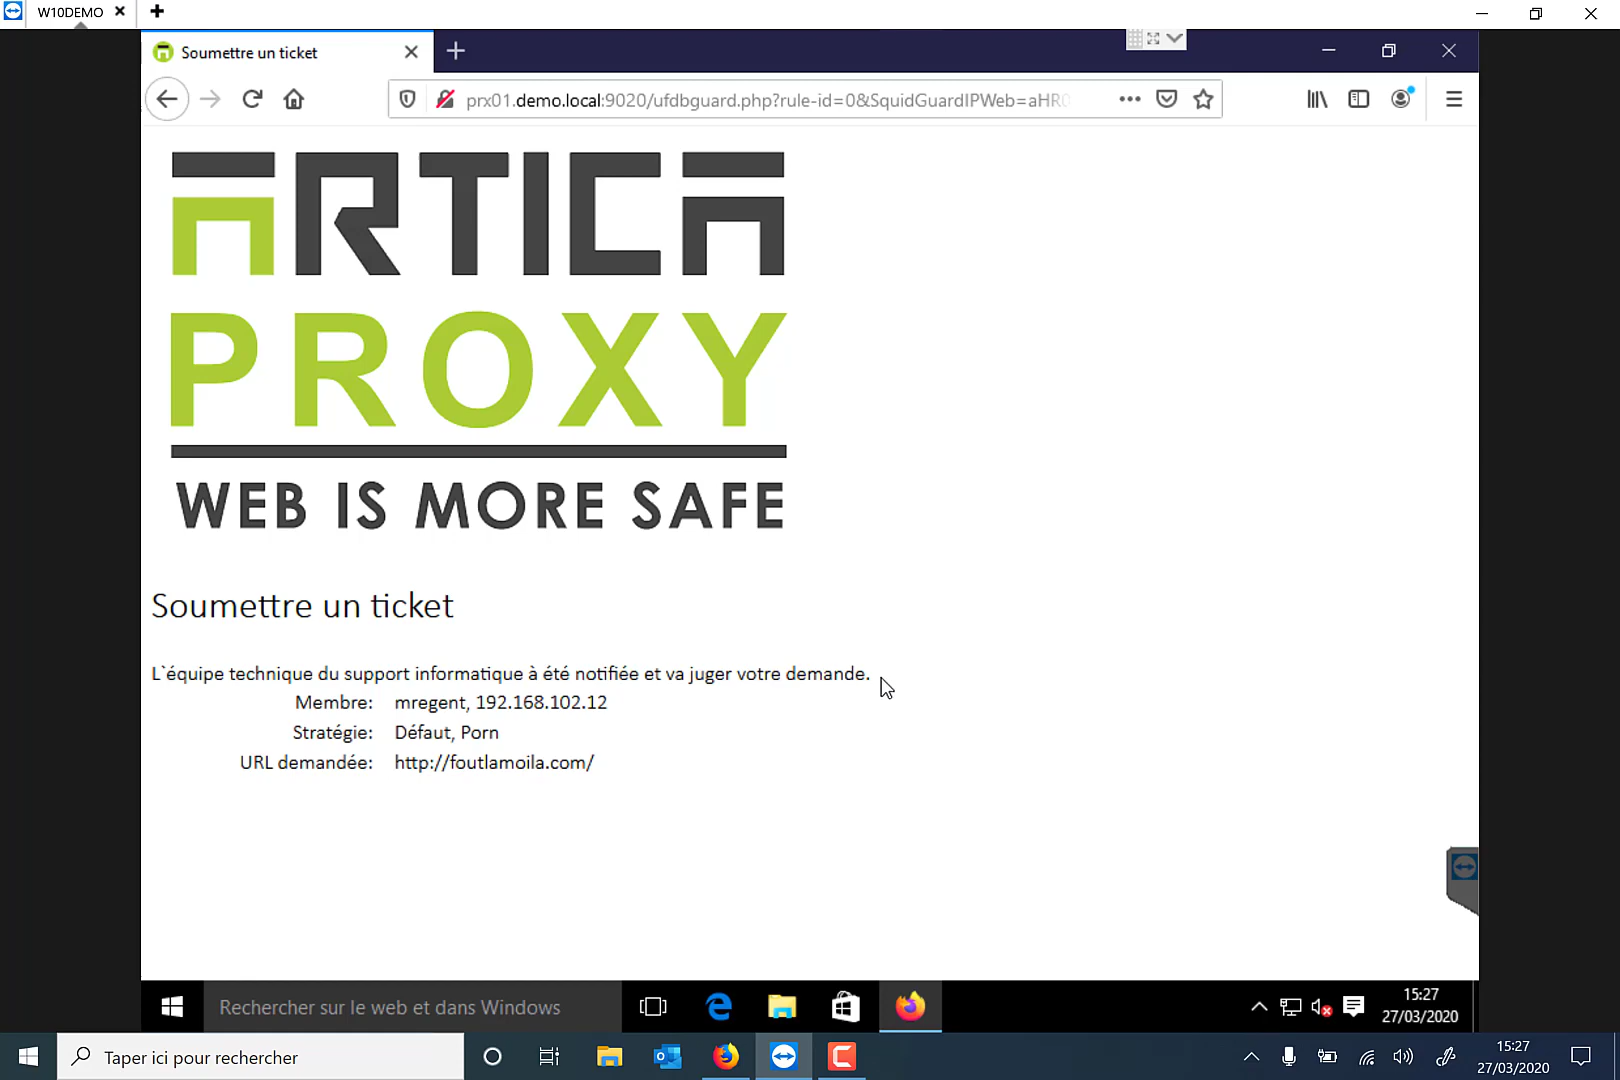 W10DEMO
Soumettre un ticket
prx01.demo.local:9020/ufdbguard.php?rule-id=0&SquidGuardIPWeb=aHR0
ARTICA
PROXY
WEB IS MORE SAFE
Soumettre un ticket
L`équipe technique du support informatique à été notifiée et va juger votre demande.
Membre: mregent, 192.168.102.12
Stratégie: Défaut, Porn
URL demandée: http://foutlamoila.com/
Rechercher sur le web et dans Windows
15:27
27/03/2020
Taper ici pour rechercher
15:27
27/03/2020